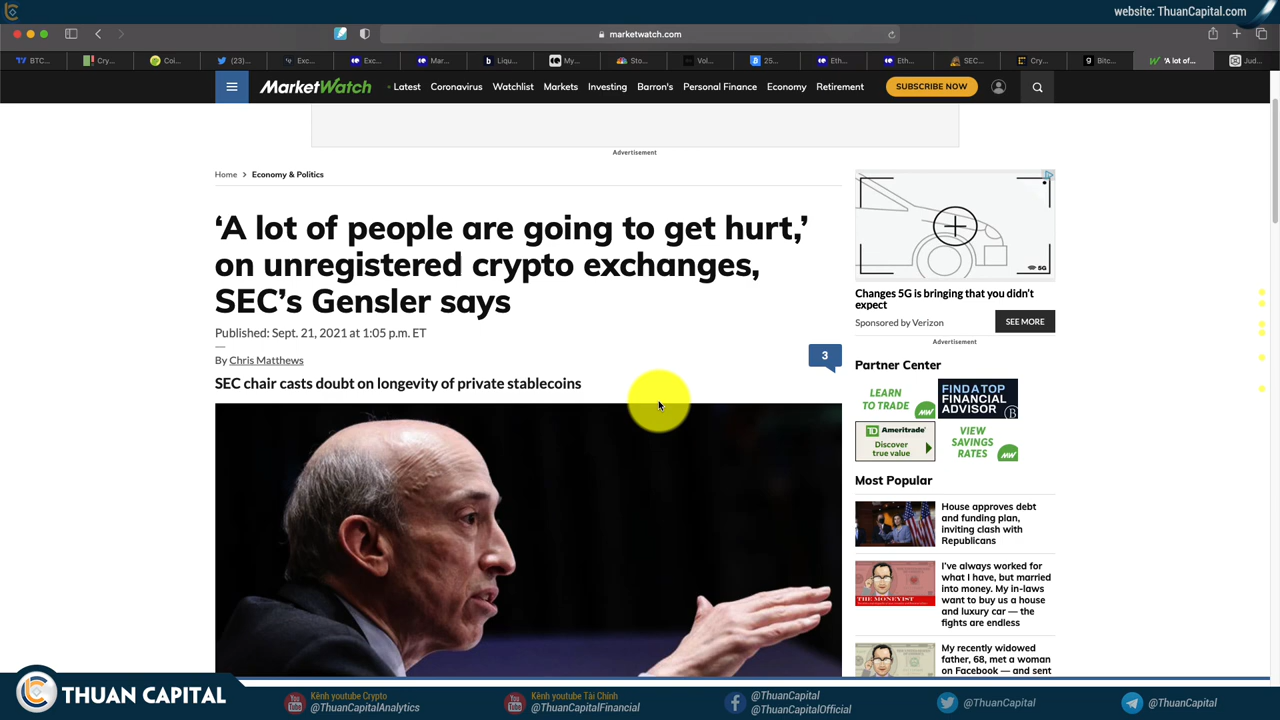 website: ThuanCapital.com
marketwatch.com
BTC...
Cry...
Coi...
(23)...
Exc...
Exc...
Mar...
Liqu...
My...
Sto...
Vol...
25...
Eth...
Eth...
SEC...
Cry...
Bitc...
'A lot of...
Jud...
MarketWatch
Latest
Coronavirus
Watchlist
Markets
Investing
Barron's
Personal Finance
Economy
Retirement
SUBSCRIBE NOW
Advertisement
Home > Economy & Politics
‘A lot of people are going to get hurt,’
on unregistered crypto exchanges,
SEC’s Gensler says
Published: Sept. 21, 2021 at 1:05 p.m. ET
By Chris Matthews
3
SEC chair casts doubt on longevity of private stablecoins
5G
Changes 5G is bringing that you didn’t
expect
Sponsored by Verizon
SEE MORE
Advertisement
Partner Center
LEARN
TO TRADE
MW
FIND A TOP
FINANCIAL
ADVISOR
B
TD Ameritrade
Discover
true value
VIEW
SAVINGS
RATES
MW
Most Popular
House approves debt
and funding plan,
inviting clash with
Republicans
THE MONEYIST
I’ve always worked for
what I have, but married
into money. My in-laws
want to buy us a house
and luxury car — the
fights are endless
My recently widowed
father, 68, met a woman
on Facebook — and sent
THUAN CAPITAL
Kênh youtube Crypto
@ThuanCapitalAnalytics
Kênh youtube Tài Chính
@ThuanCapitalFinancial
@ThuanCapital
@ThuanCapitalOfficial
@ThuanCapital
@ThuanCapital